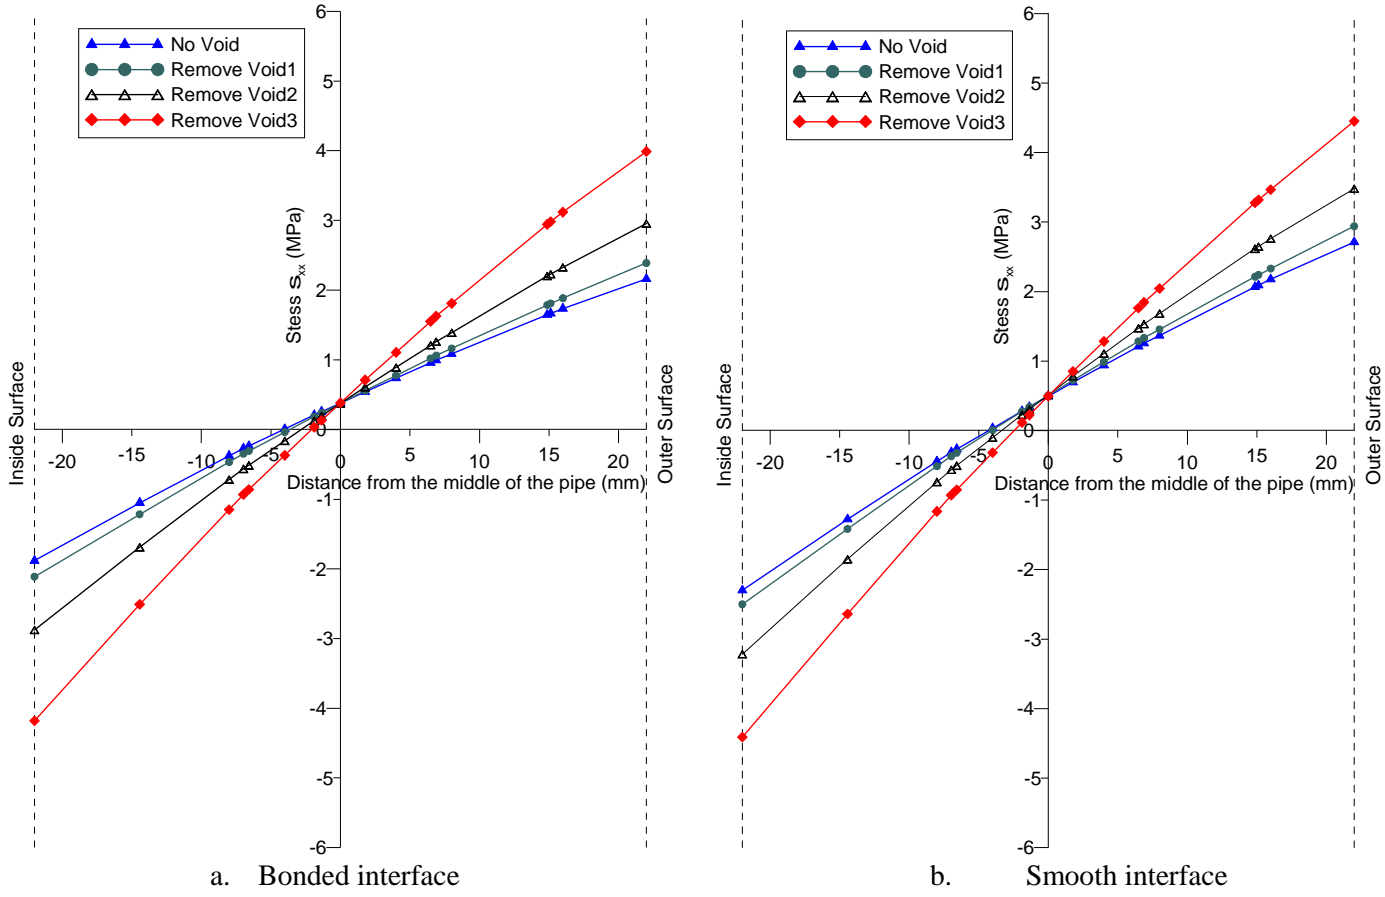 No Void
Remove Void1
Remove Void2
Remove Void3
6
5
4
3
2
1
0
-1
-2
-3
-4
-5
-6
-20
-15
-10
-5
0
5
10
15
20
Stess s_xx (MPa)
Distance from the middle of the pipe (mm)
Inside Surface
Outer Surface
a. Bonded interface
No Void
Remove Void1
Remove Void2
Remove Void3
6
5
4
3
2
1
0
-1
-2
-3
-4
-5
-6
-20
-15
-10
-5
0
5
10
15
20
Stess s_xx (MPa)
Distance from the middle of the pipe (mm)
Inside Surface
Outer Surface
b. Smooth interface